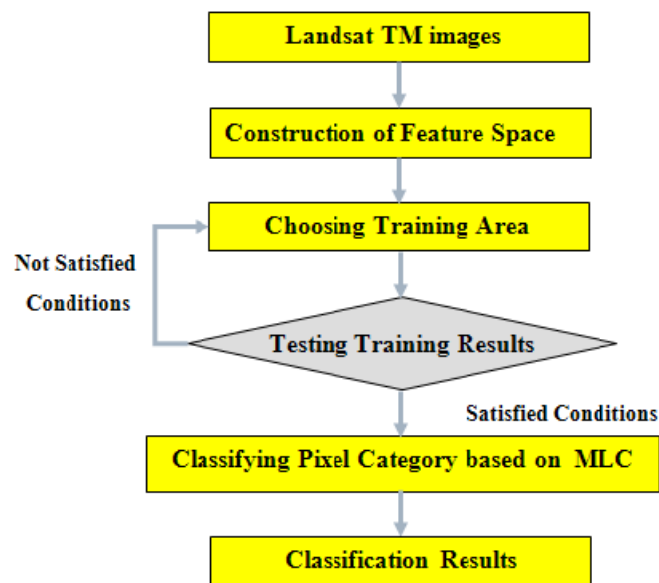 Landsat TM images
Construction of Feature Space
Choosing Training Area
Not Satisfied
Conditions
Testing Training Results
Satisfied Conditions
Classifying Pixel Category based on MLC
Classification Results